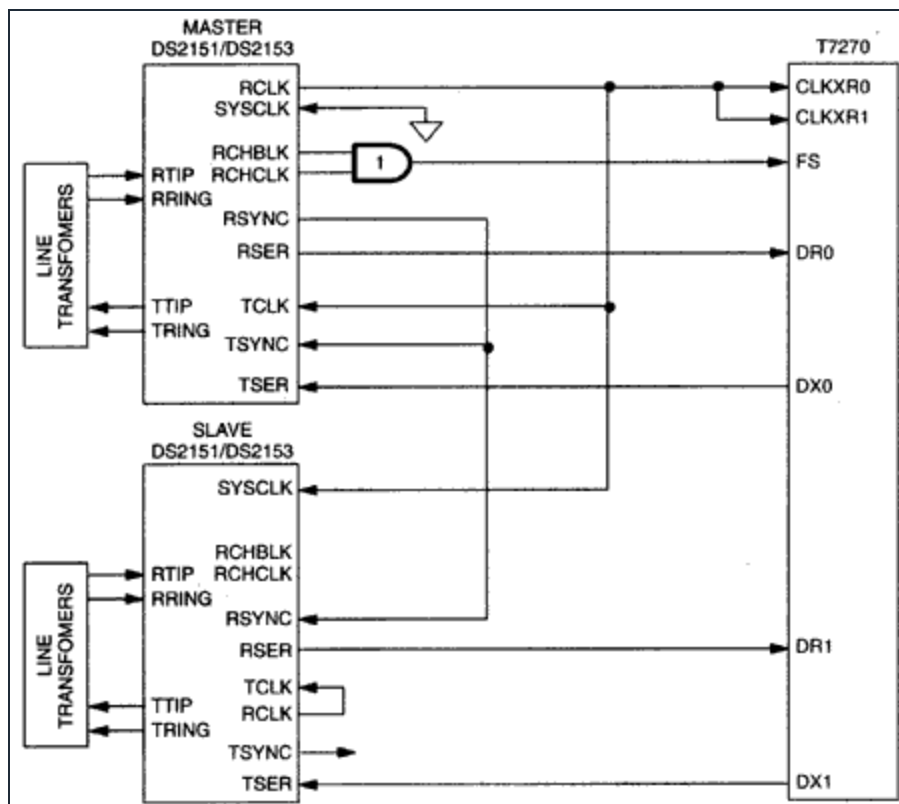 MASTER
DS2151/DS2153
T7270
RCLK
SYSCLK
RCHBLK
RCHCLK
RSYNC
RSER
TCLK
TSYNC
TSER
RTIP
RRING
TTIP
TRING
LINE
TRANSFOMERS
1
CLKXR0
CLKXR1
FS
DR0
DX0
SLAVE
DS2151/DS2153
SYSCLK
RCHBLK
RCHCLK
RSYNC
RSER
TCLK
RCLK
TSYNC
TSER
RTIP
RRING
TTIP
TRING
LINE
TRANSFOMERS
DR1
DX1